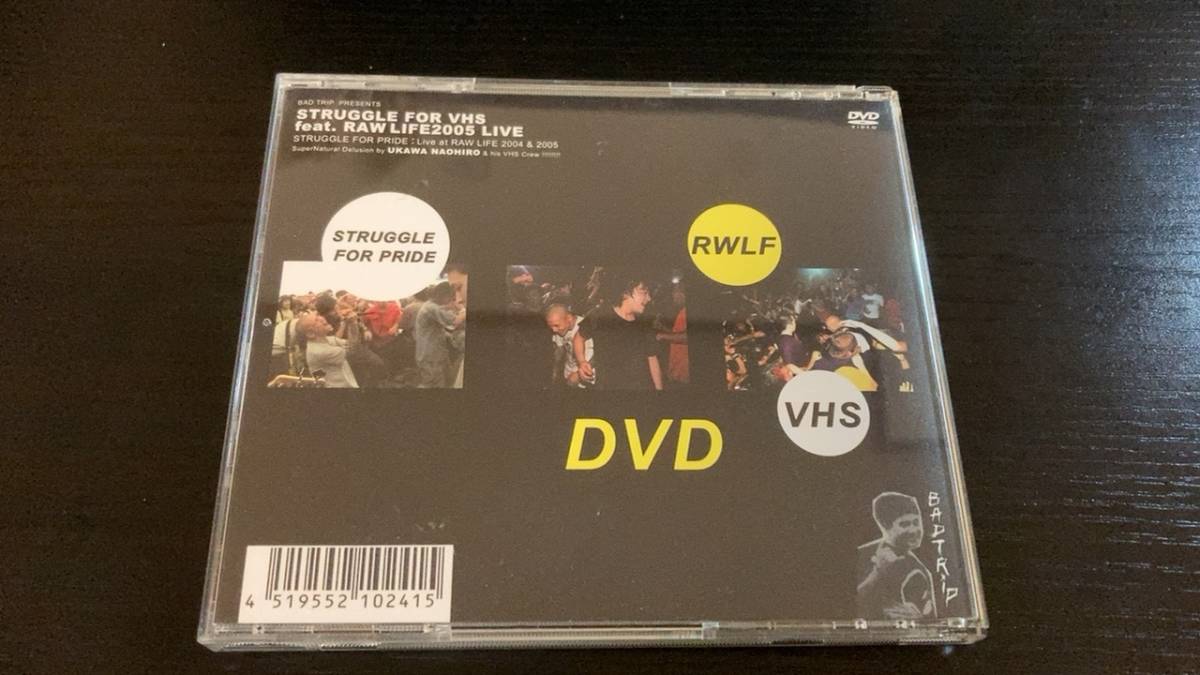 BAD TRIP PRESENTS
STRUGGLE FOR VHS
feat. RAW LIFE2005 LIVE
STRUGGLE FOR PRIDE : Live at RAW LIFE 2004 & 2005
SuperNatural Delusion by UKAWA NAOHIRO & his VHS Crew !!!!!!!!
DVD
VIDEO
STRUGGLE
FOR PRIDE
RWLF
VHS
DVD
BADTRIP
4 519552 102415